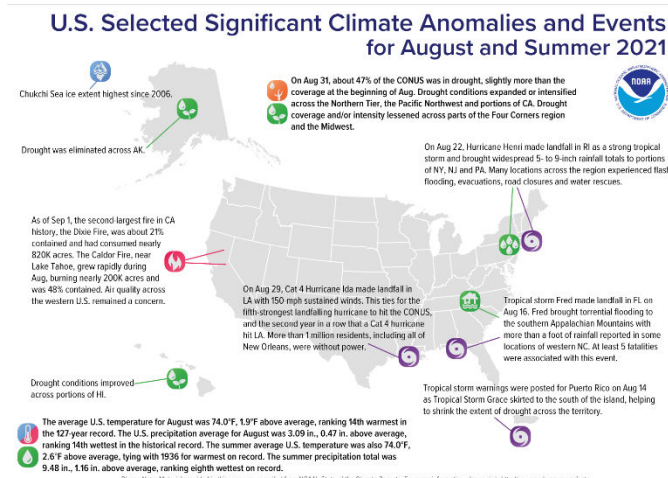 U.S. Selected Significant Climate Anomalies and Events
for August and Summer 2021
Chukchi Sea ice extent highest since 2006.
Drought was eliminated across AK.
On Aug 31, about 47% of the CONUS was in drought, slightly more than the
coverage at the beginning of Aug. Drought conditions expanded or intensified
across the Northern Tier, the Pacific Northwest and portions of CA. Drought
coverage and/or intensity lessened across parts of the Four Corners region
and the Midwest.
NOAA
On Aug 22, Hurricane Henri made landfall in RI as a strong tropical
storm and brought widespread 5- to 9-inch rainfall totals to portions
of NY, NJ and PA. Many locations across the region experienced flash
flooding, evacuations, road closures and water rescues.
As of Sep 1, the second-largest fire in CA
history, the Dixie Fire, was about 21%
contained and had consumed nearly
820K acres. The Caldor Fire, near
Lake Tahoe, grew rapidly during
Aug, burning nearly 200K acres and
was 48% contained. Air quality across
the western U.S. remained a concern.
On Aug 29, Cat 4 Hurricane Ida made landfall in
LA with 150 mph sustained winds. This ties for the
fifth-strongest landfalling hurricane to hit the CONUS,
and the second year in a row that a Cat 4 hurricane
hit LA. More than 1 million residents, including all of
New Orleans, were without power.
Tropical storm Fred made landfall in FL on
Aug 16. Fred brought torrential flooding to
the southern Appalachian Mountains with
more than a foot of rainfall reported in some
locations of western NC. At least 5 fatalities
were associated with this event.
Drought conditions improved
across portions of HI.
Tropical storm warnings were posted for Puerto Rico on Aug 14
as Tropical Storm Grace skirted to the south of the island, helping
to shrink the extent of drought across the territory.
The average U.S. temperature for August was 74.0°F, 1.9°F above average, ranking 14th warmest in
the 127-year record. The U.S. precipitation average for August was 3.09 in., 0.47 in. above average,
ranking 14th wettest in the historical record. The summer average U.S. temperature was also 74.0°F,
2.6°F above average, tying with 1936 for warmest on record. The summer precipitation total was
9.48 in., 1.16 in. above average, ranking eighth wettest on record.